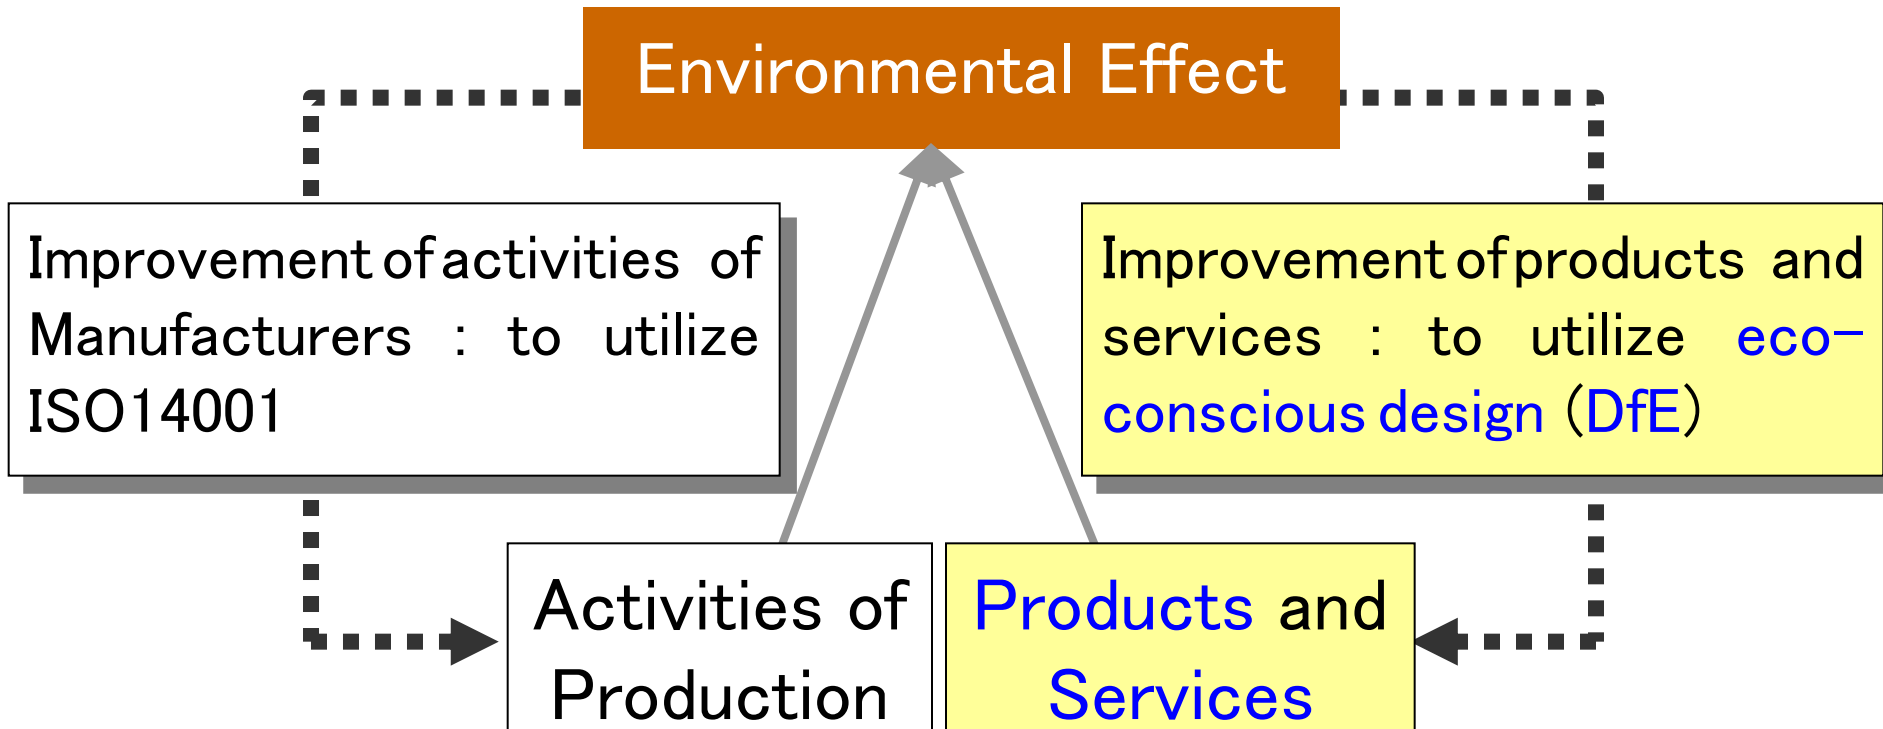 Environmental Effect
Improvement of activities of
Manufacturers : to utilize
ISO14001
Improvement of products and
services : to utilize eco-
conscious design (DfE)
Activities of
Production
Products and
Services